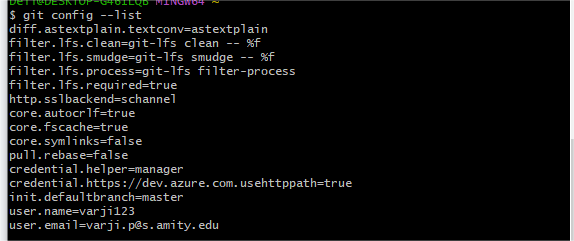 Dell@DESKTOP-G461LQB MINGW64 ~
$ git config --list
diff.astextplain.textconv=astextplain
filter.lfs.clean=git-lfs clean -- %f
filter.lfs.smudge=git-lfs smudge -- %f
filter.lfs.process=git-lfs filter-process
filter.lfs.required=true
http.sslbackend=schannel
core.autocrlf=true
core.fscache=true
core.symlinks=false
pull.rebase=false
credential.helper=manager
credential.https://dev.azure.com.usehttppath=true
init.defaultbranch=master
user.name=varji123
user.email=varji.p@s.amity.edu